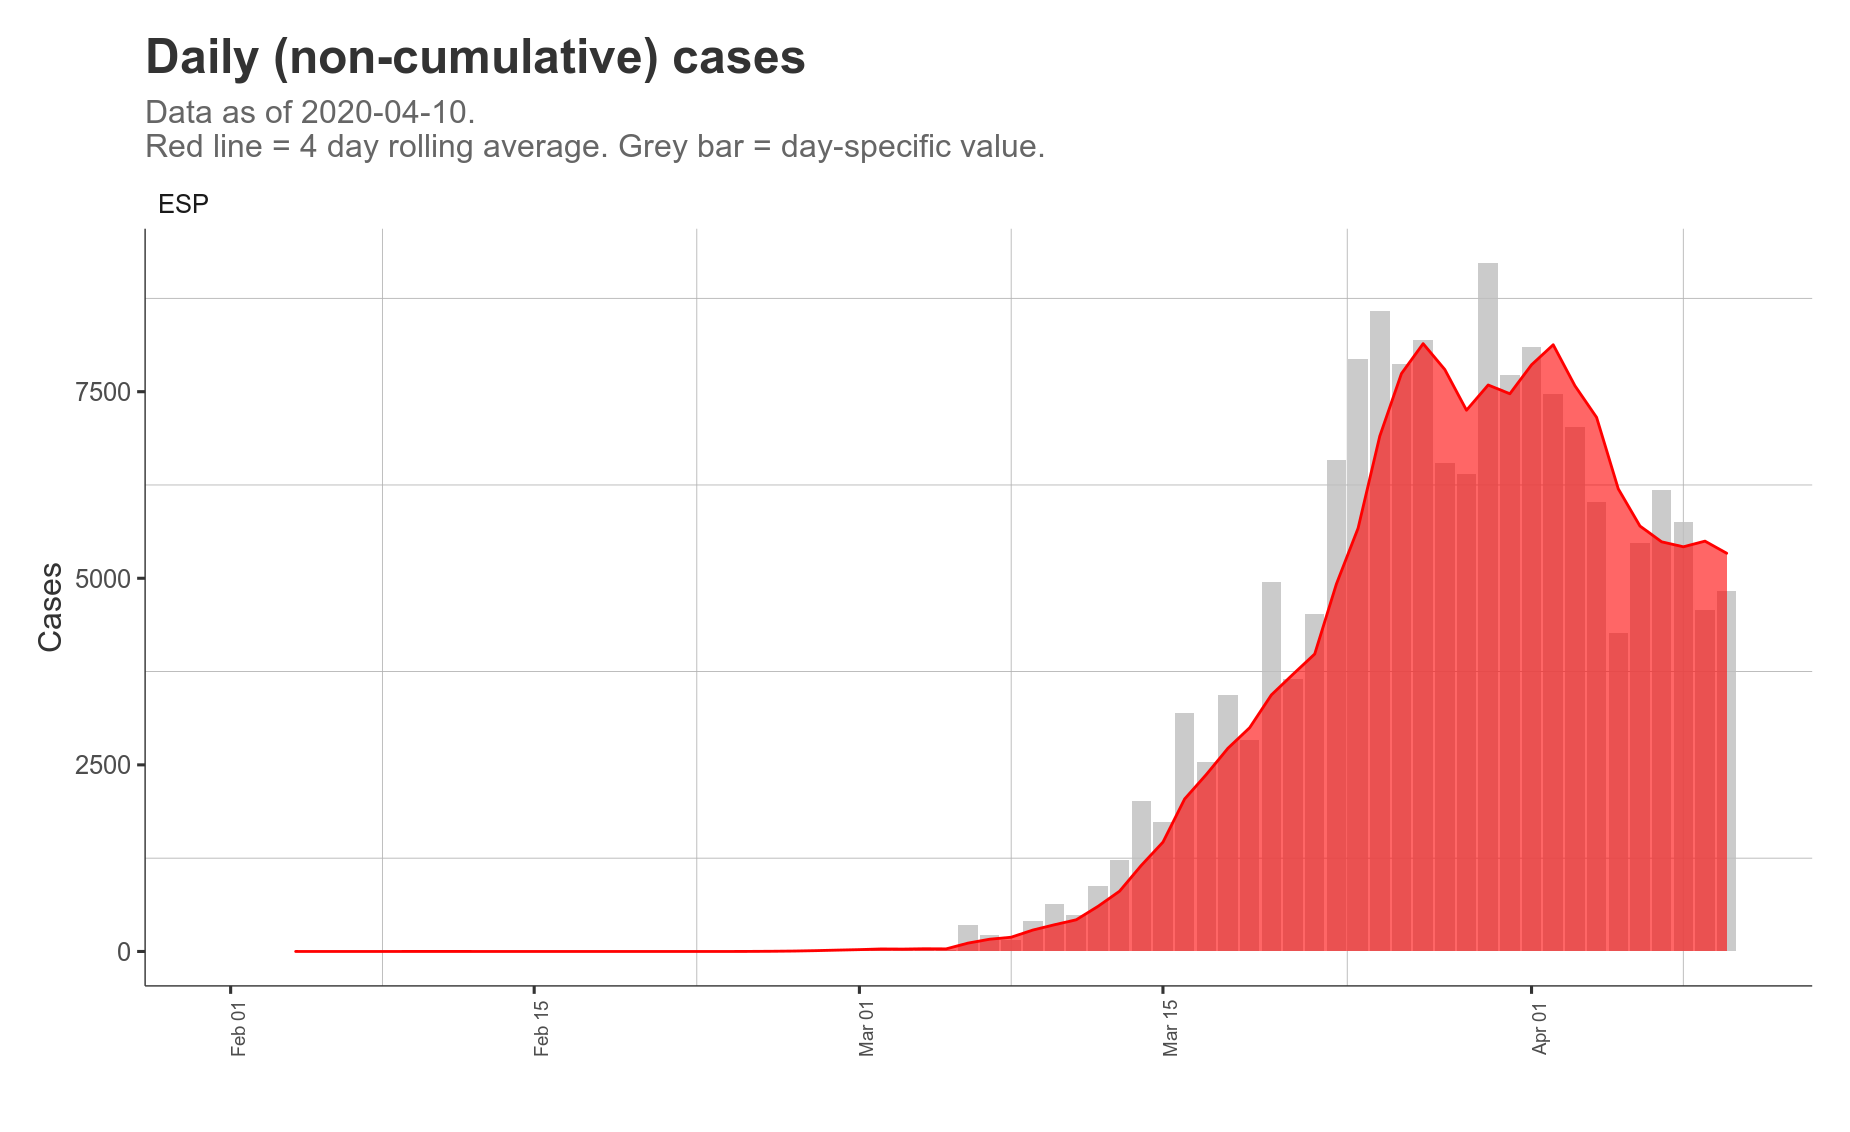 Daily (non-cumulative) cases
Data as of 2020-04-10.
Red line = 4 day rolling average. Grey bar = day-specific value.
ESP
Cases
7500
5000
2500
0
Feb 01
Feb 15
Mar 01
Mar 15
Apr 01